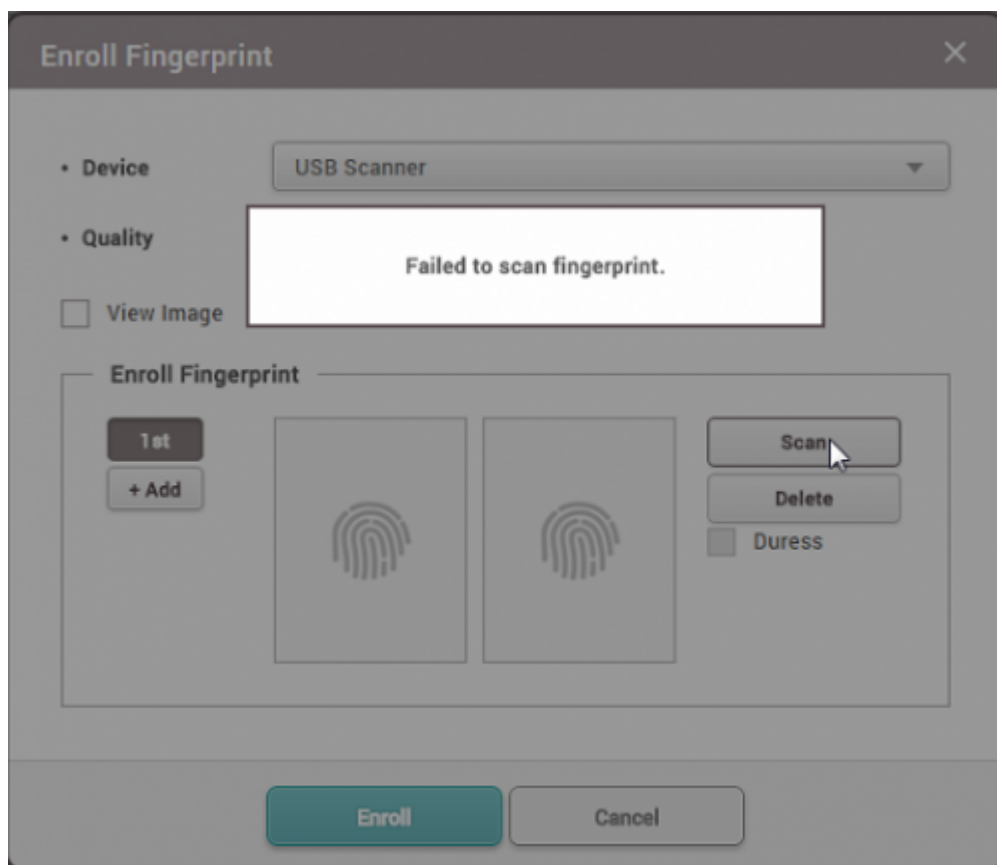 Enroll Fingerprint
• Device
USB Scanner
• Quality
Failed to scan fingerprint.
View Image
Enroll Fingerprint
1st
+ Add
Scan
Delete
Duress
Enroll
Cancel